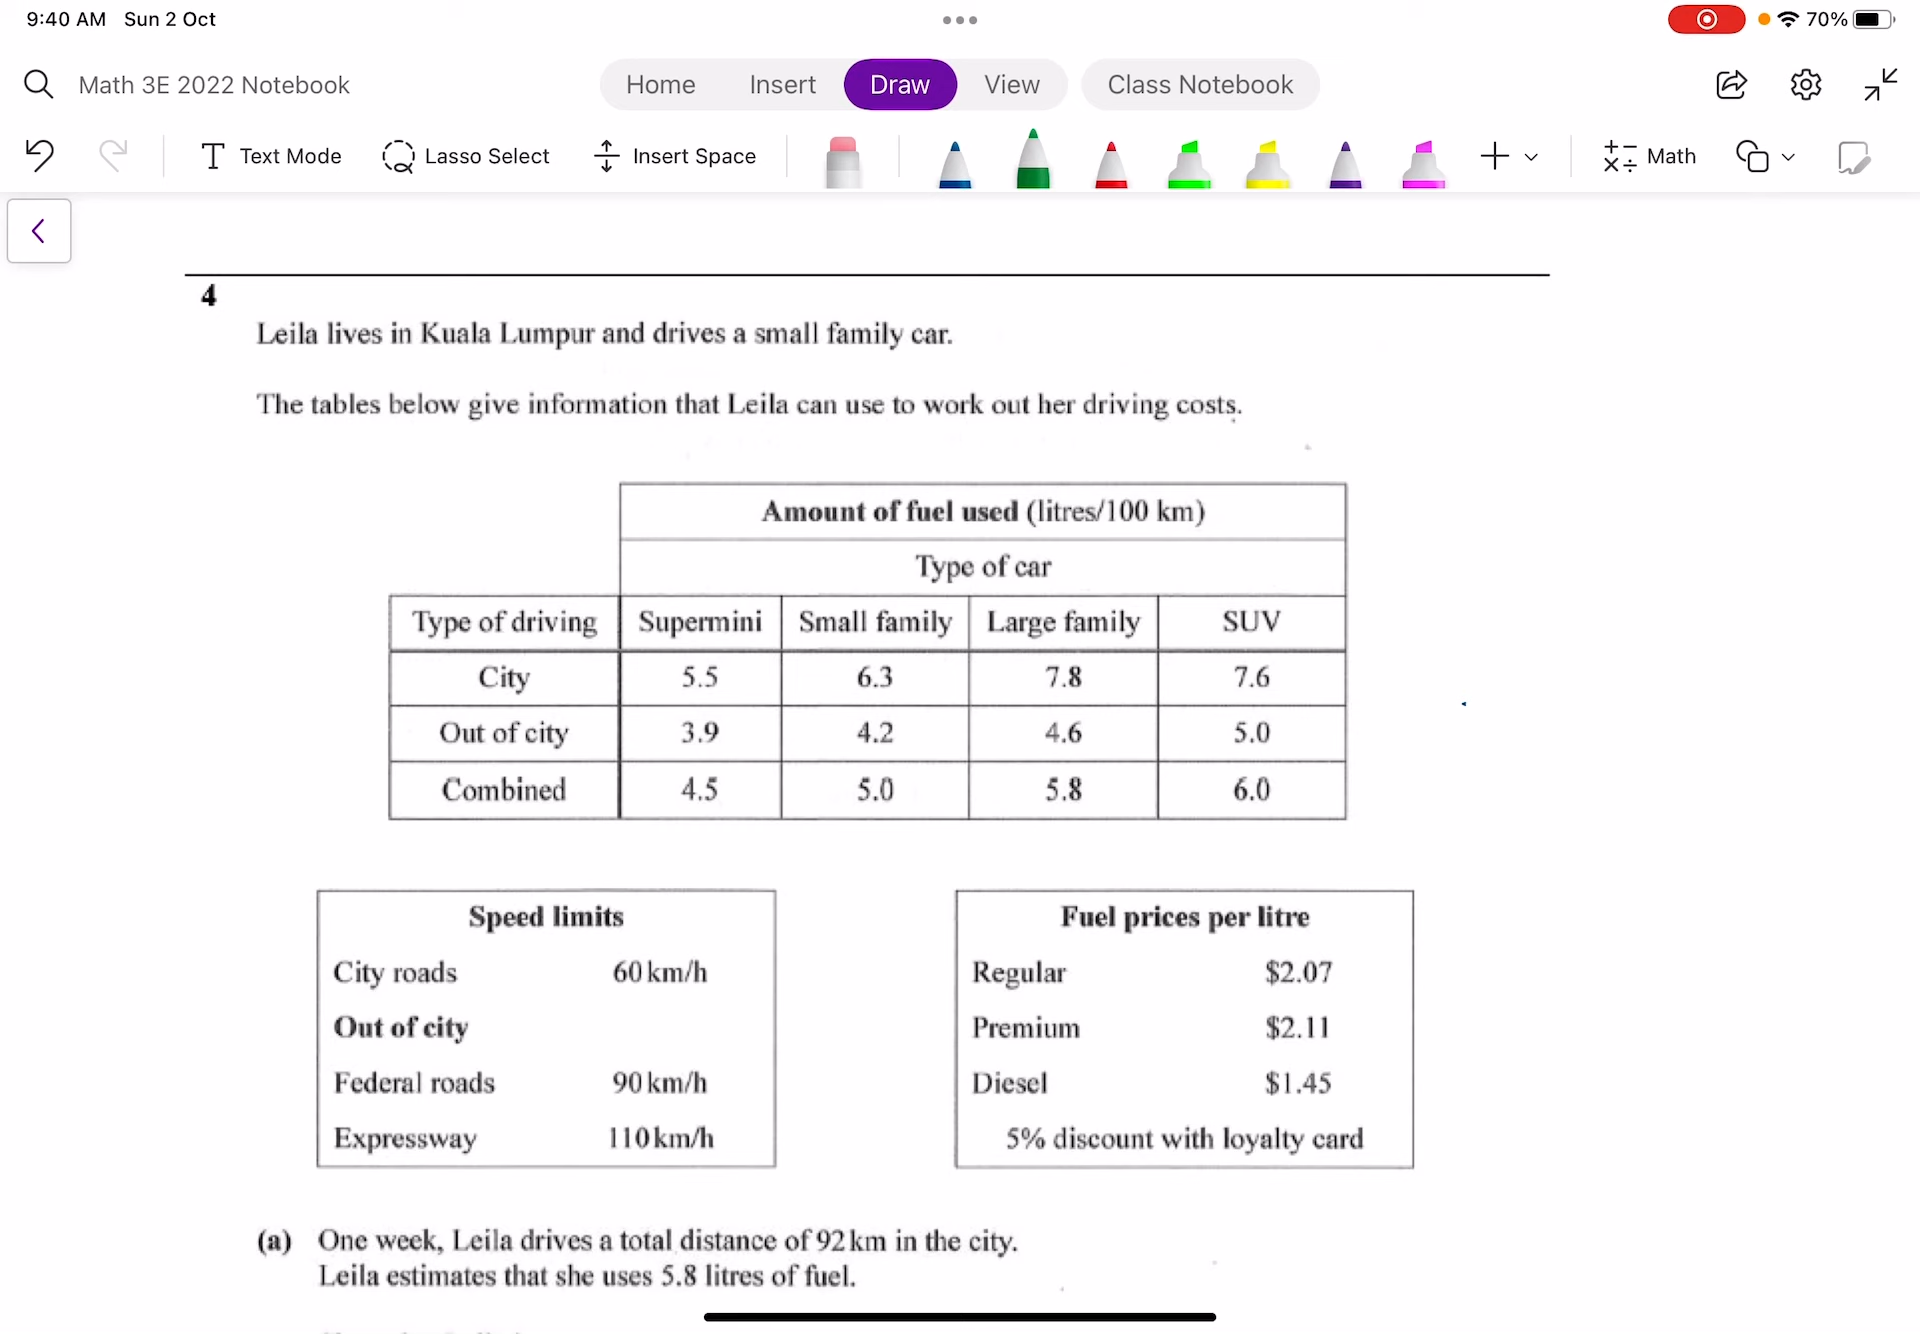 9:40 AM Sun 2 Oct
70%
Math 3E 2022 Notebook
Home Insert Draw View Class Notebook
Text Mode Lasso Select Insert Space Math
4
Leila lives in Kuala Lumpur and drives a small family car.
The tables below give information that Leila can use to work out her driving costs.
Amount of fuel used (litres/100 km)
Type of car
Type of driving Supermini Small family Large family SUV
City 5.5 6.3 7.8 7.6
Out of city 3.9 4.2 4.6 5.0
Combined 4.5 5.0 5.8 6.0
Speed limits
City roads 60 km/h
Out of city
Federal roads 90 km/h
Expressway 110 km/h
Fuel prices per litre
Regular $2.07
Premium $2.11
Diesel $1.45
5% discount with loyalty card
(a) One week, Leila drives a total distance of 92 km in the city.
Leila estimates that she uses 5.8 litres of fuel.